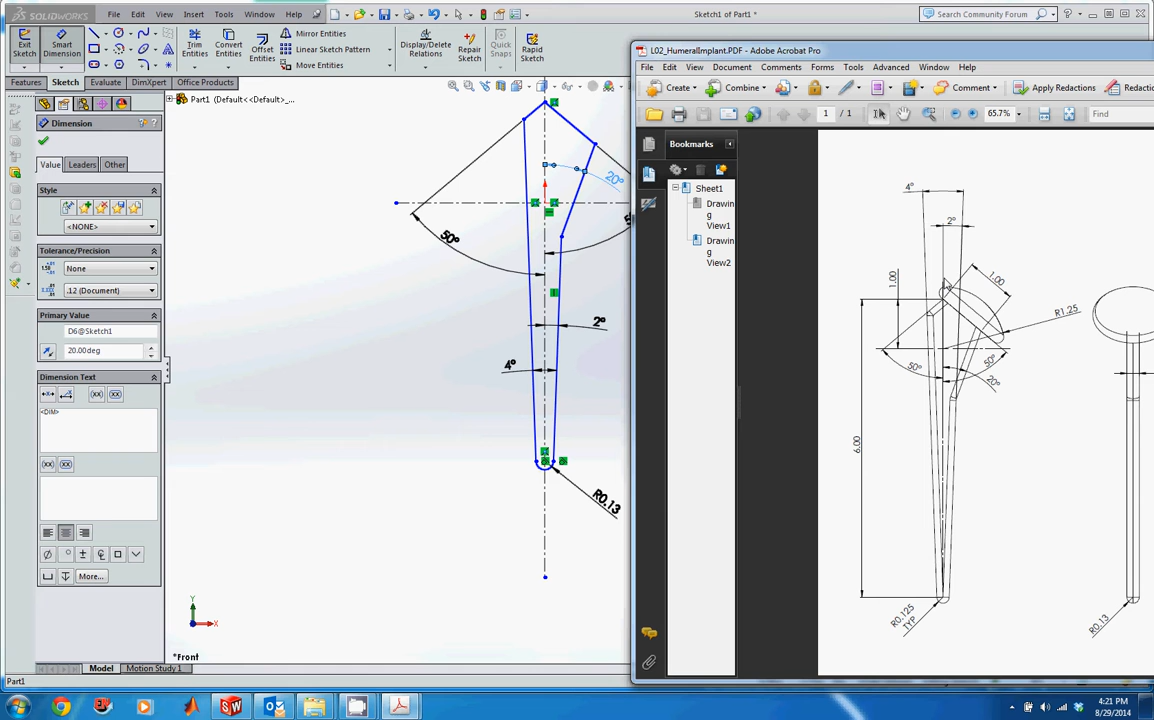 SOLIDWORKS
File Edit View Insert Tools Window Help
Sketch1 of Part1 *
Search Community Forum
Exit Sketch
Smart Dimension
Trim Entities
Convert Entities
Offset Entities
Mirror Entities
Linear Sketch Pattern
Move Entities
Display/Delete Relations
Repair Sketch
Quick Snaps
Rapid Sketch
Features Sketch Evaluate DimXpert Office Products
Part1 (Default<<Default>_...
Dimension
Value Leaders Other
Style
<NONE>
Tolerance/Precision
None
.12 (Document)
Primary Value
D6@Sketch1
20.00deg
Dimension Text
<DIM>
More...
50°
20°
2°
4°
R0.13
Y
X
*Front
Model Motion Study 1
Part1
L02_HumeralImplant.PDF - Adobe Acrobat Pro
File Edit View Document Comments Forms Tools Advanced Window Help
Create Combine Comment Apply Redactions
1 / 1 65.7% Find
Bookmarks
Sheet1
Drawin
g
View1
Drawin
g
View2
4°
2°
1.00
1.00
R1.25
50°
50°
20°
6.00
R0.125
TYP
R0.13
4:21 PM
8/29/2014